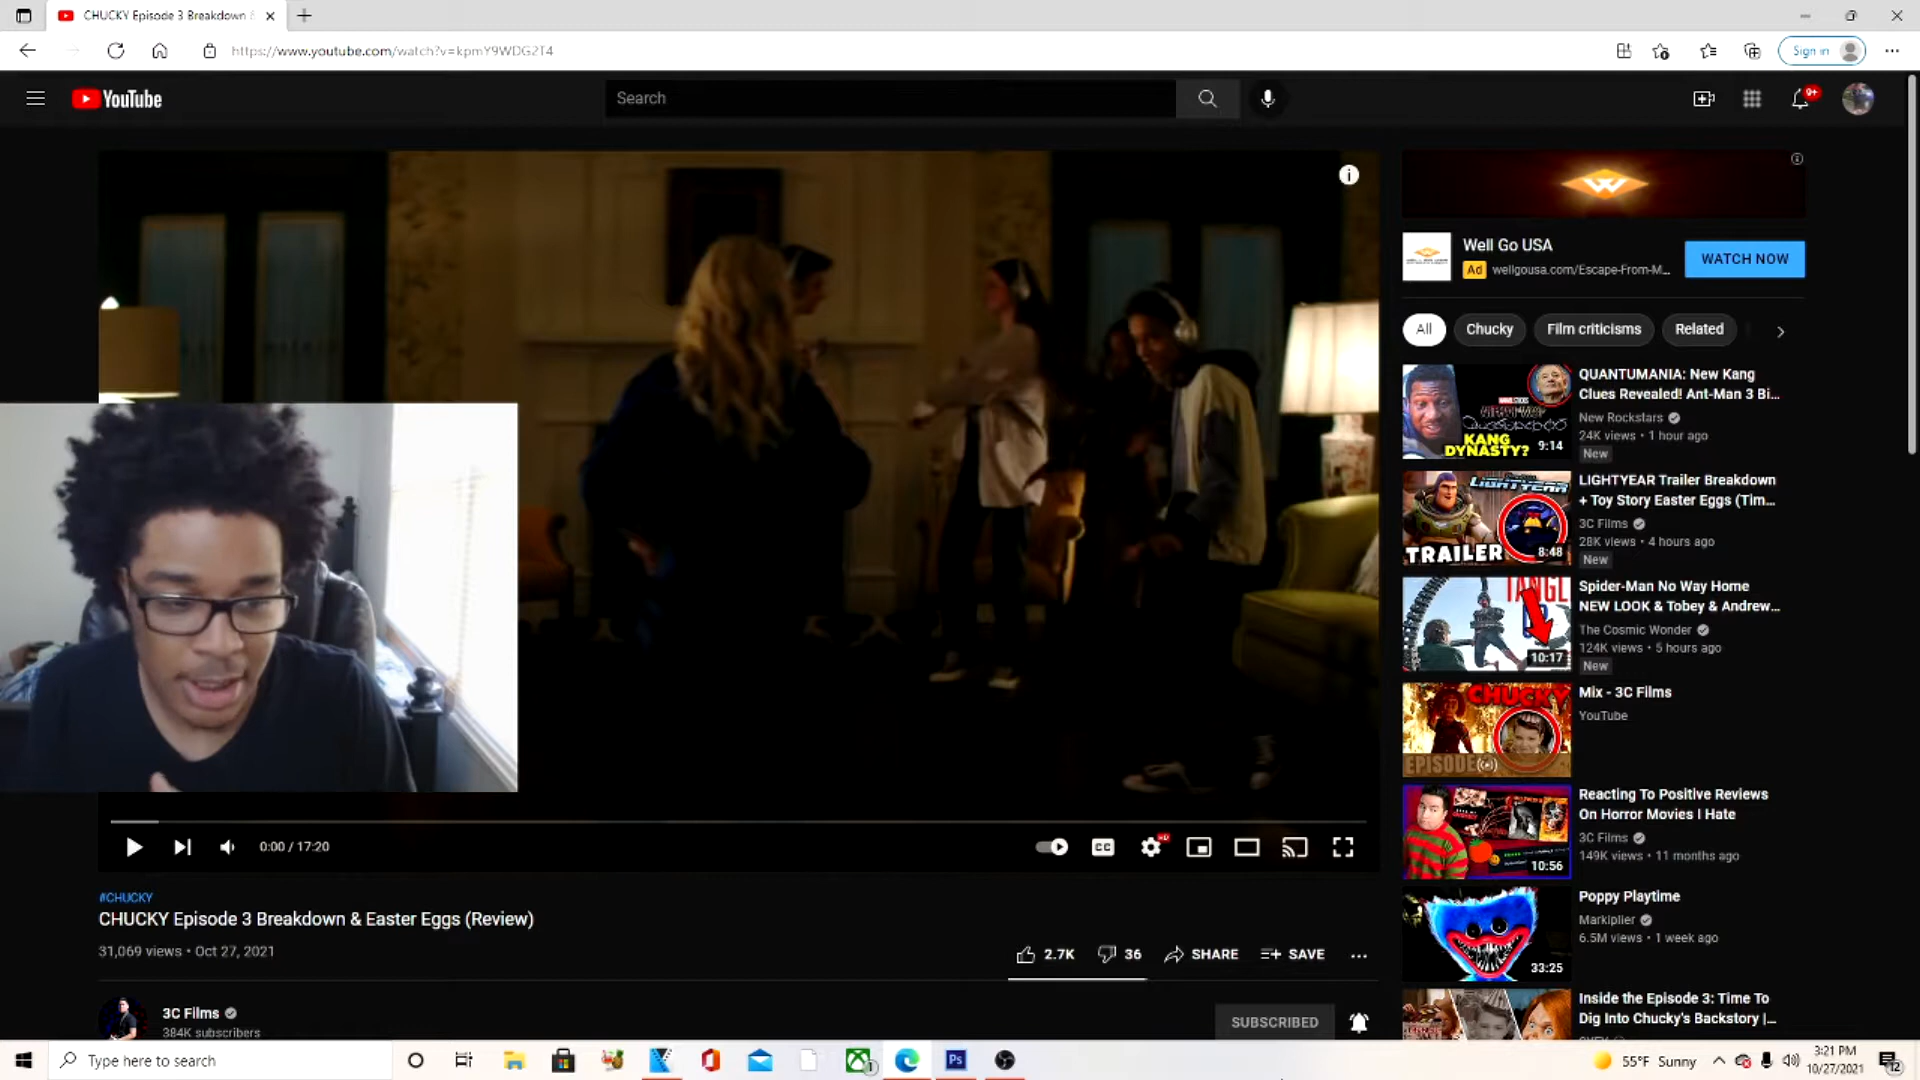 CHUCKY Episode 3 Breakdown &
https://www.youtube.com/watch?v=kpmY9WDG2T4
Sign in
YouTube
Search
9+
Well Go USA
Ad wellgousa.com/Escape-From-M...
WATCH NOW
All
Chucky
Film criticisms
Related
QUANTUMANIA: New Kang
Clues Revealed! Ant-Man 3 Bi...
New Rockstars
24K views • 1 hour ago
New
KANG
DYNASTY?
9:14
LIGHTYEAR Trailer Breakdown
+ Toy Story Easter Eggs (Tim...
3C Films
28K views • 4 hours ago
New
LIGHTYEAR
TRAILER
8:48
Spider-Man No Way Home
NEW LOOK & Tobey & Andrew...
The Cosmic Wonder
124K views • 5 hours ago
New
10:17
Mix - 3C Films
YouTube
CHUCKY
EPISODE
Reacting To Positive Reviews
On Horror Movies I Hate
3C Films
149K views • 11 months ago
10:56
Poppy Playtime
Markiplier
6.5M views • 1 week ago
33:25
Inside the Episode 3: Time To
Dig Into Chucky's Backstory |...
0:00 / 17:20
CC
HD
#CHUCKY
CHUCKY Episode 3 Breakdown & Easter Eggs (Review)
31,069 views • Oct 27, 2021
2.7K
36
SHARE
SAVE
3C Films
384K subscribers
SUBSCRIBED
Type here to search
Ps
55°F Sunny
3:21 PM
10/27/2021
12